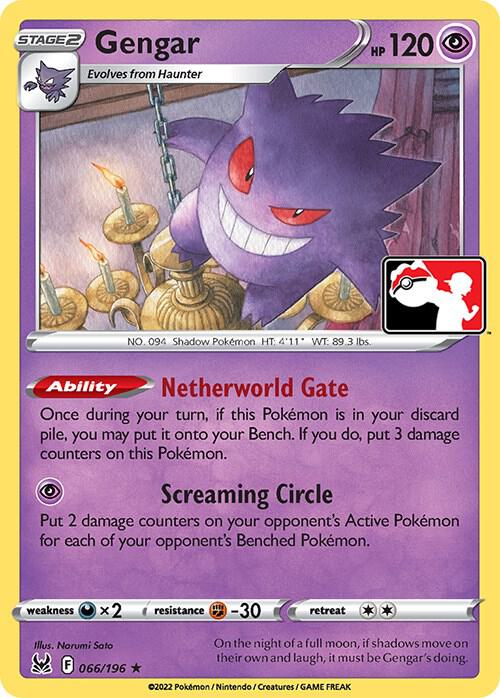 STAGE2 Gengar HP 120
Evolves from Haunter
NO. 094 Shadow Pokémon HT: 4'11" WT: 89.3 lbs.
™
Ability Netherworld Gate
Once during your turn, if this Pokémon is in your discard
pile, you may put it onto your Bench. If you do, put 3 damage
counters on this Pokémon.
Screaming Circle
Put 2 damage counters on your opponent's Active Pokémon
for each of your opponent's Benched Pokémon.
weakness ×2 resistance -30 retreat
Illus. Narumi Sato
On the night of a full moon, if shadows move on
their own and laugh, it must be Gengar's doing.
F 066/196 ★
©2022 Pokémon / Nintendo / Creatures / GAME FREAK